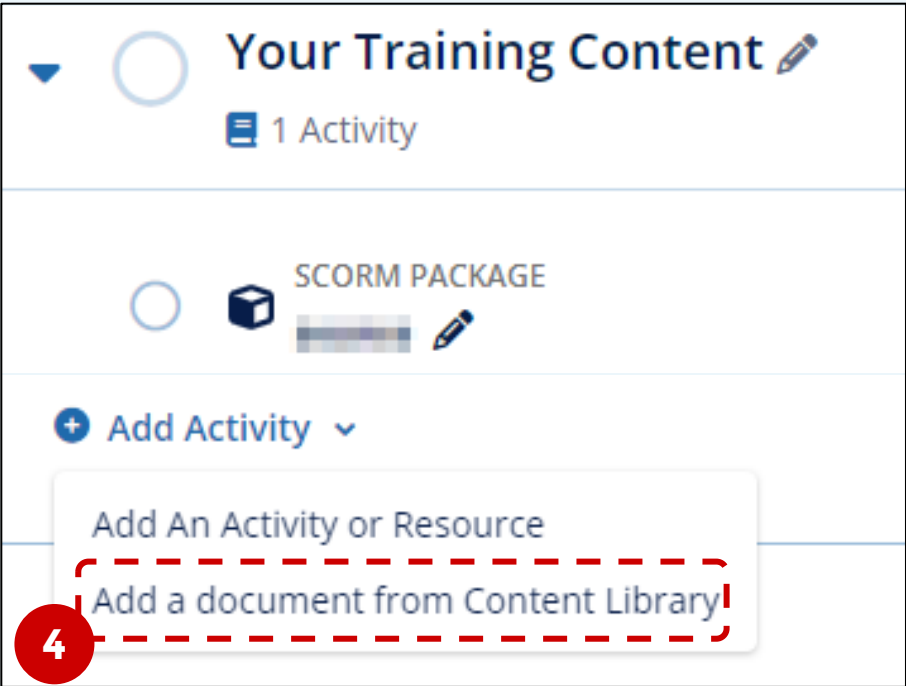 Your Training Content
1 Activity
SCORM PACKAGE
Add Activity
Add An Activity or Resource
Add a document from Content Library
4